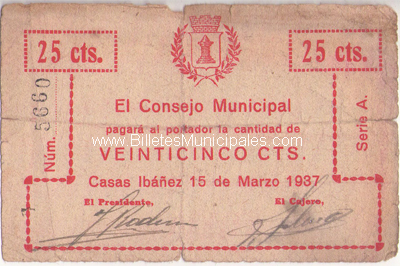 25 cts.
25 cts.
Núm. 5660
Serie A.
El Consejo Municipal
pagará al portador la cantidad de
www.BilletesMunicipales.com
VEINTICINCO CTS.
Casas Ibáñez 15 de Marzo 1937
El Presidente,
El Cajero,